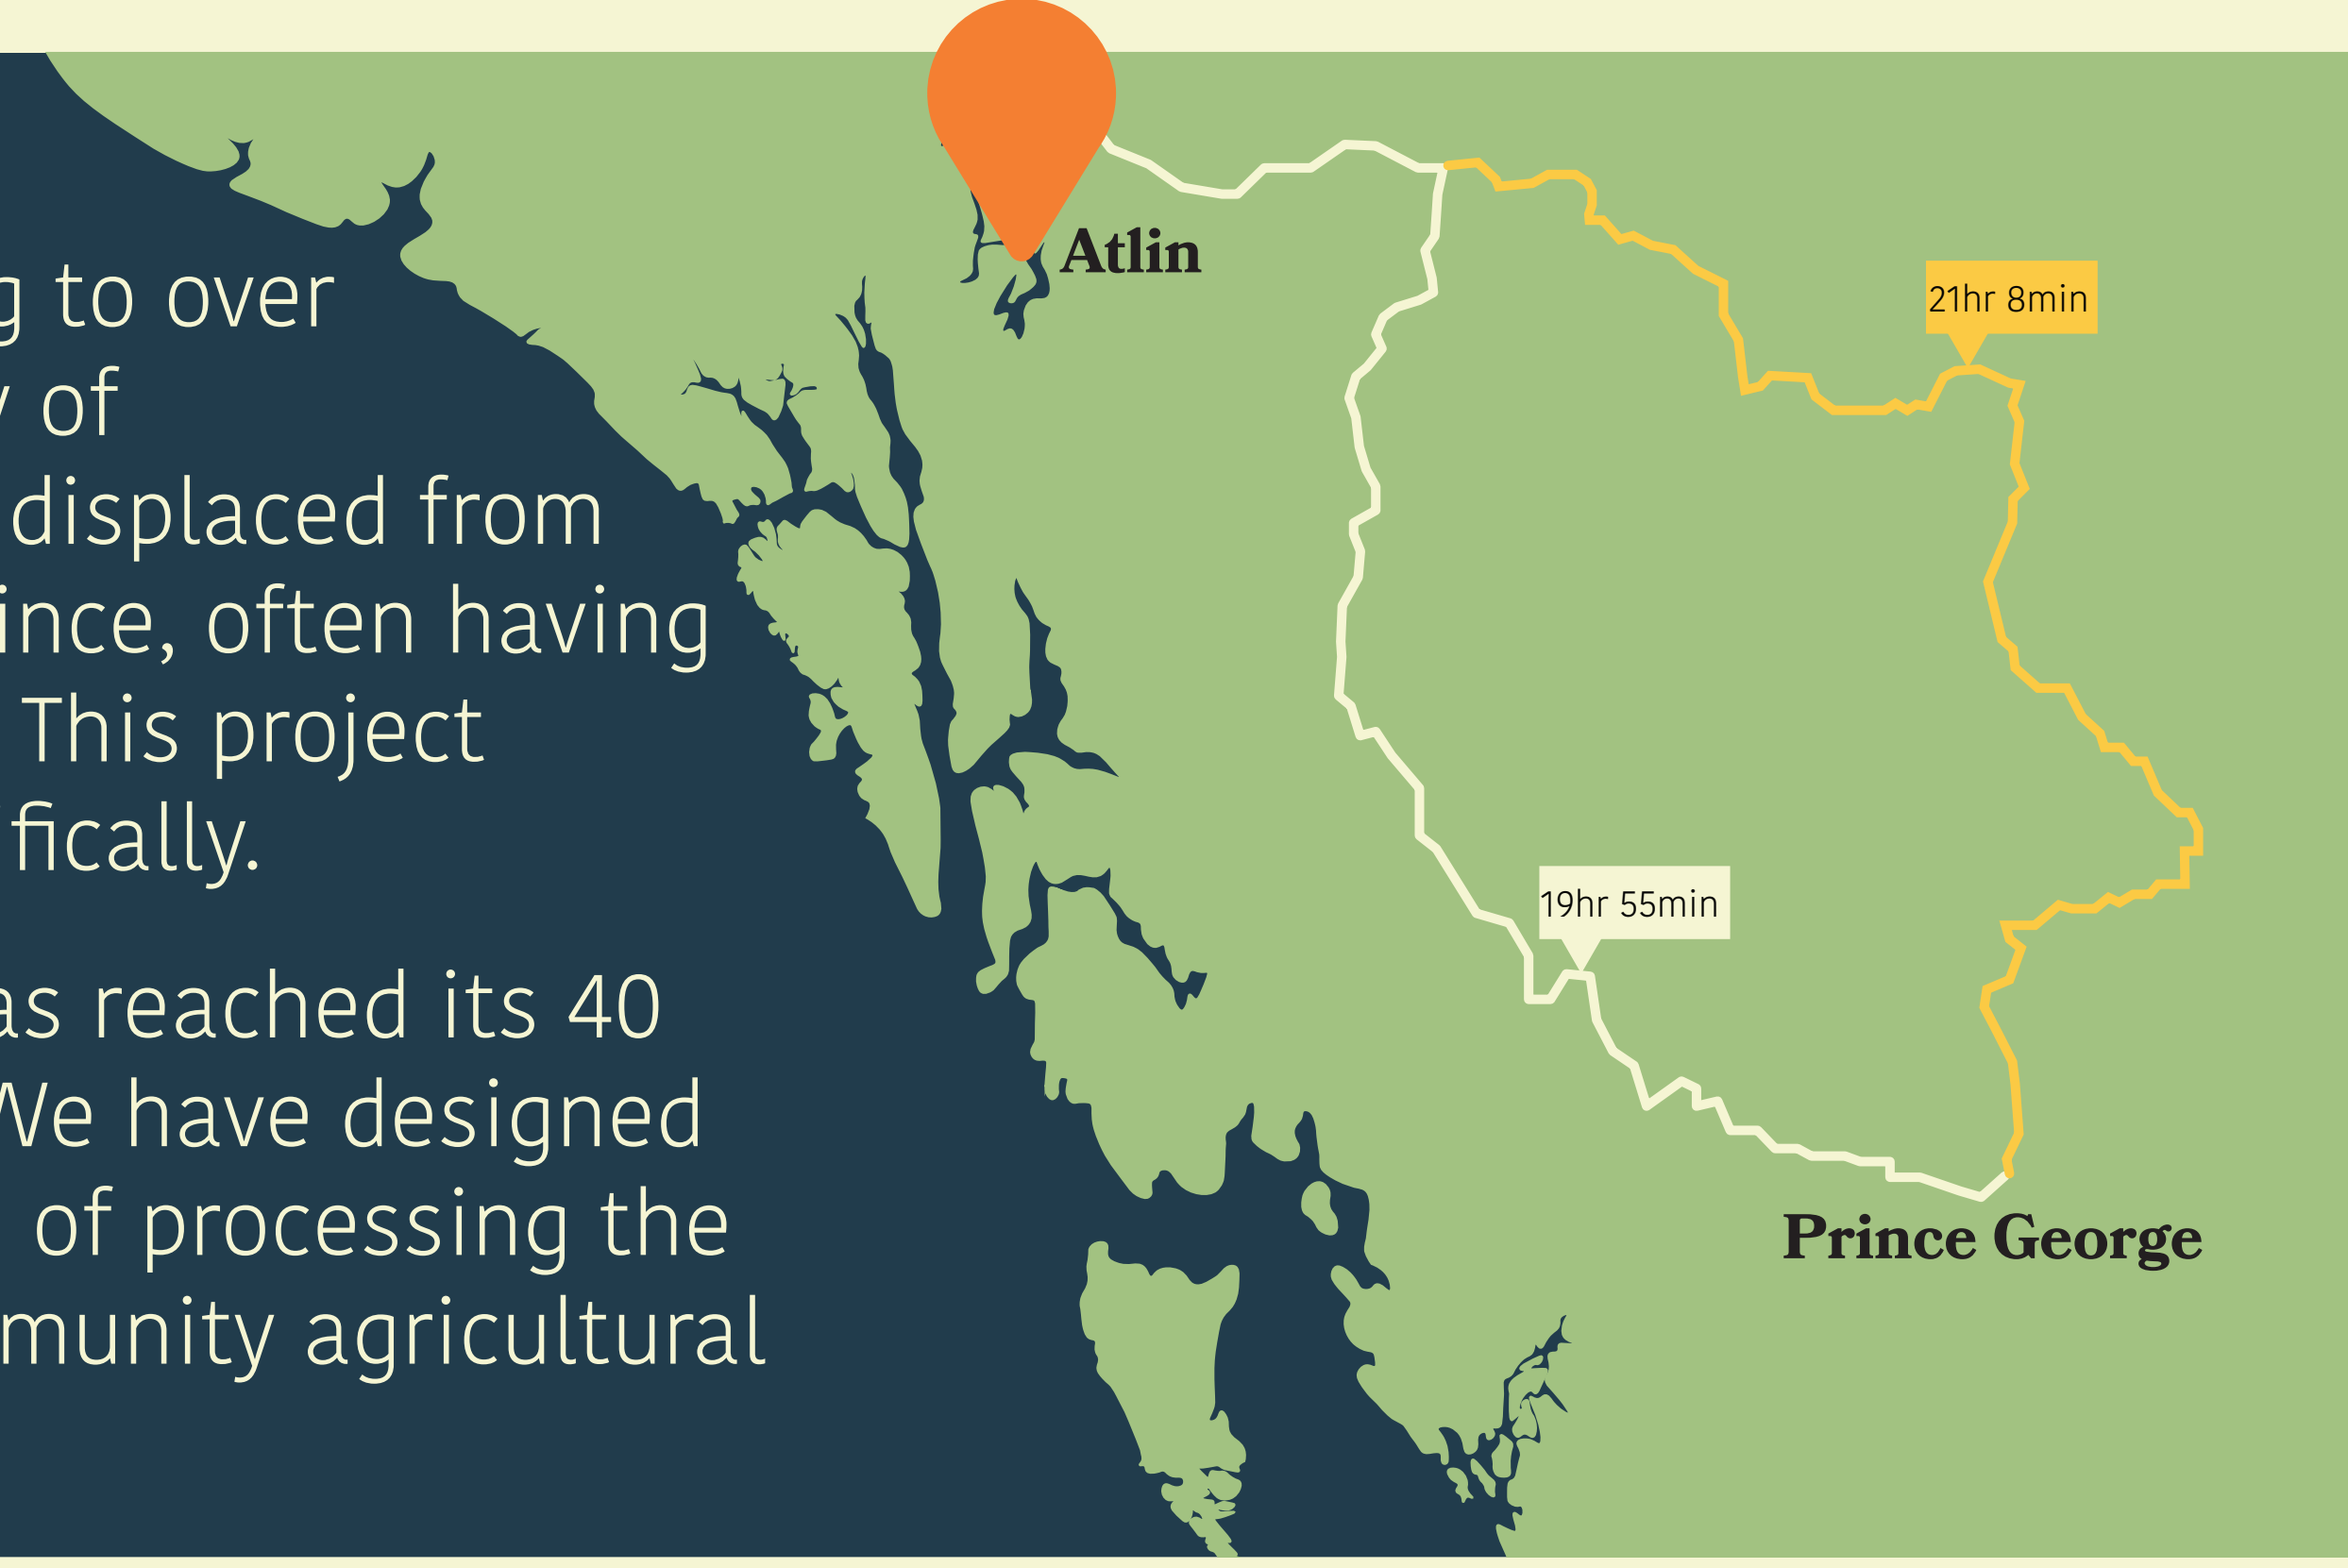 to over
of
displaced from
ince, often having
This project
fically.
as reached its 40
We have designed
of processing the
munity agricultural
Atlin
21hr 8min
19hr 55min
Prince George